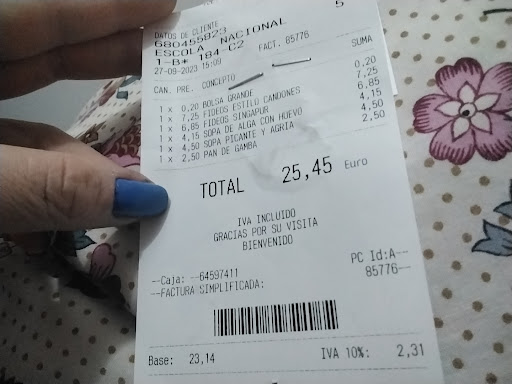 5
DATOS DE CLIENTE
680455823
ESCOLA NACIONAL
1-B* 184-C2 FACT. 85776
27-09-2023 15:09
CAN. PRE. CONCEPTO SUMA
1 x 0,20 BOLSA GRANDE 0,20
1 x 7,25 FIDEOS ESTILO CANDONES 7,25
1 x 6,85 FIDEOS SINGAPUR 6,85
1 x 4,15 SOPA DE ALGA CON HUEVO 4,15
1 x 4,50 SOPA PICANTE Y AGRIA 4,50
1 x 2,50 PAN DE GAMBA 2,50
TOTAL 25,45 Euro
IVA INCLUIDO
GRACIAS POR SU VISITA
BIENVENIDO
--Caja: --64597411 PC Id:A--
--FACTURA SIMPLIFICADA: 85776--
Base: 23,14 IVA 10%: 2,31